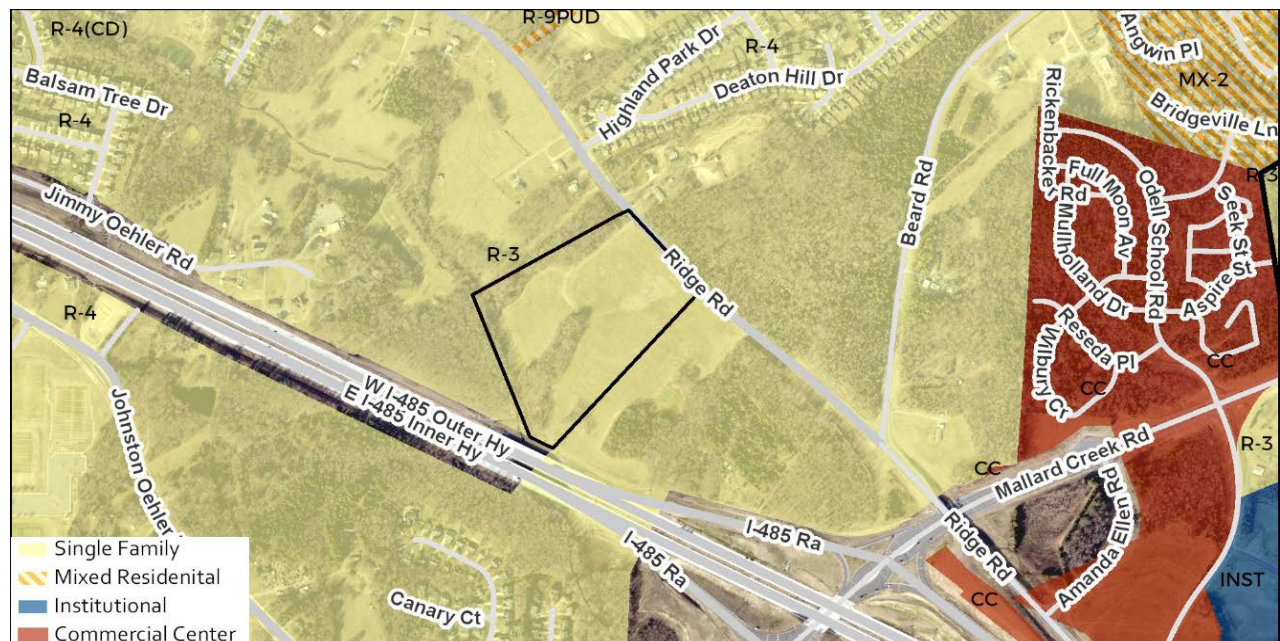 R-4(CD)
R-9PUD
R-4
Highland Park Dr
Deaton Hill Dr
Angwin Pl
MX-2
Bridgeville Ln
Balsam Tree Dr
R-4
Rickenbacker Rd
Full Moon Av
Odell School Rd
Seek St
R-3
Mullholland Dr
Aspire St
Beard Rd
Jimmy Oehler Rd
R-3
Ridge Rd
R-4
Reseda Pl
Wilbury Ct
CC
CC
W I-485 Outer Hy
E I-485 Inner Hy
Johnston Oehler
R-3
CC
Mallard Creek Rd
Amanda Ellen Rd
I-485 Ra
I-485 Ra
Ridge Rd
INST
CC
Canary Ct
Single Family
Mixed Residenital
Institutional
Commercial Center